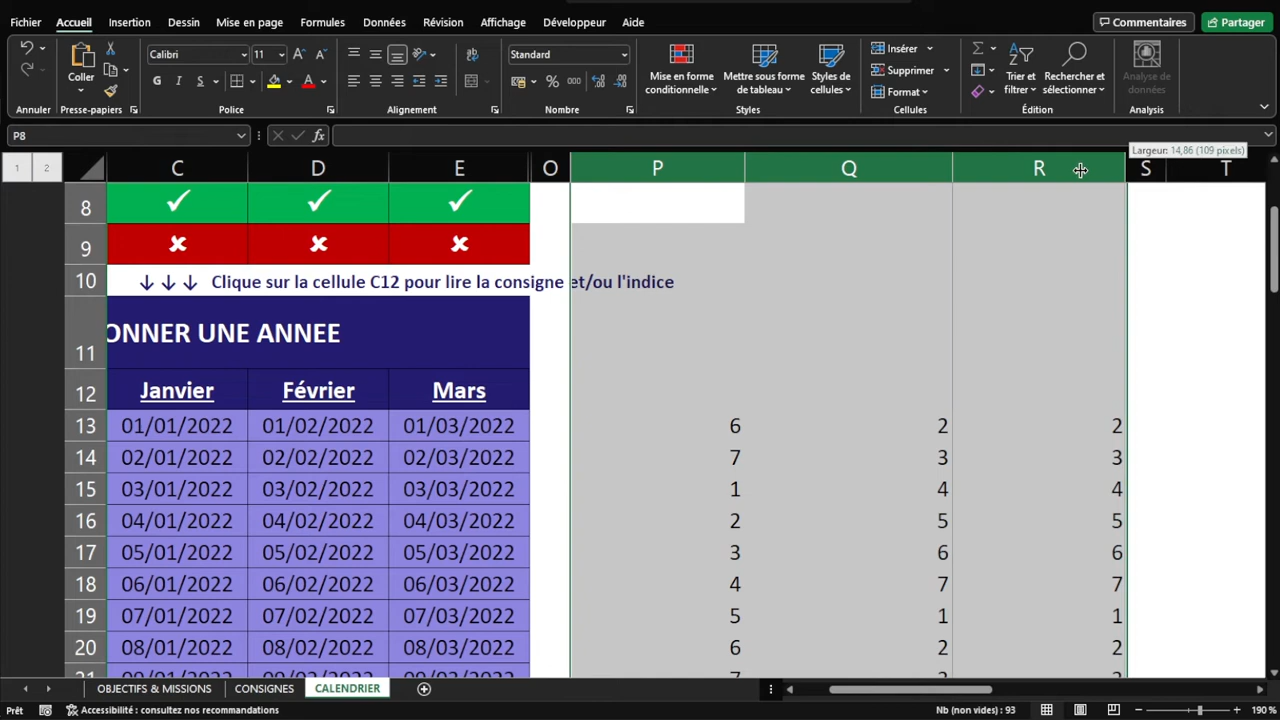 Fichier Accueil Insertion Dessin Mise en page Formules Données Révision Affichage Développeur Aide Commentaires Partager
Coller
Calibri 11
G I S A
Standard
% 000
Mise en forme conditionnelle
Mettre sous forme de tableau
Styles de cellules
Insérer
Supprimer
Format
Trier et filtrer
Rechercher et sélectionner
Analyse de données
Annuler Presse-papiers Police Alignement Nombre Styles Cellules Édition Analyse
P8 fx
Largeur: 14,86 (109 pixels)
1 2 C D E O P Q R S T
8 ✓ ✓ ✓
9 ✘ ✘ ✘
10 ↓ ↓ ↓ Clique sur la cellule C12 pour lire la consigne et/ou l'indice
11 ONNER UNE ANNEE
12 Janvier Février Mars
13 01/01/2022 01/02/2022 01/03/2022 6 2 2
14 02/01/2022 02/02/2022 02/03/2022 7 3 3
15 03/01/2022 03/02/2022 03/03/2022 1 4 4
16 04/01/2022 04/02/2022 04/03/2022 2 5 5
17 05/01/2022 05/02/2022 05/03/2022 3 6 6
18 06/01/2022 06/02/2022 06/03/2022 4 7 7
19 07/01/2022 07/02/2022 07/03/2022 5 1 1
20 08/01/2022 08/02/2022 08/03/2022 6 2 2
OBJECTIFS & MISSIONS CONSIGNES CALENDRIER
Prêt Accessibilité : consultez nos recommandations Nb (non vides) : 93 190 %